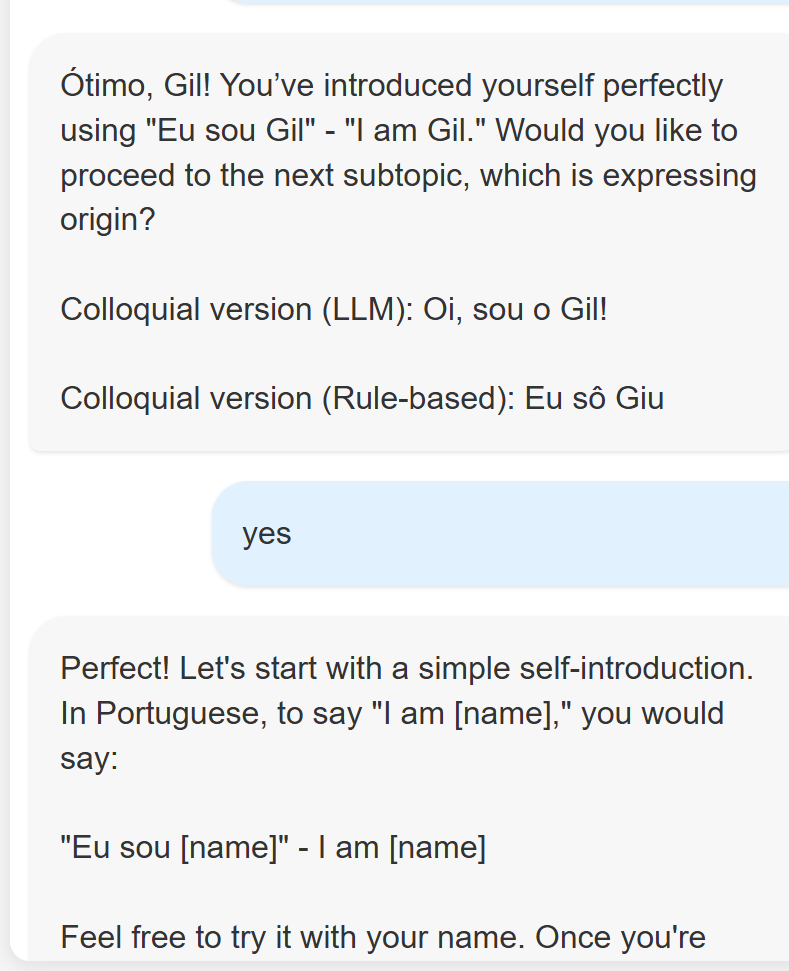 Ótimo, Gil! You’ve introduced yourself perfectly
using "Eu sou Gil" - "I am Gil." Would you like to
proceed to the next subtopic, which is expressing
origin?
Colloquial version (LLM): Oi, sou o Gil!
Colloquial version (Rule-based): Eu sô Giu
yes
Perfect! Let's start with a simple self-introduction.
In Portuguese, to say "I am [name]," you would
say:
"Eu sou [name]" - I am [name]
Feel free to try it with your name. Once you're